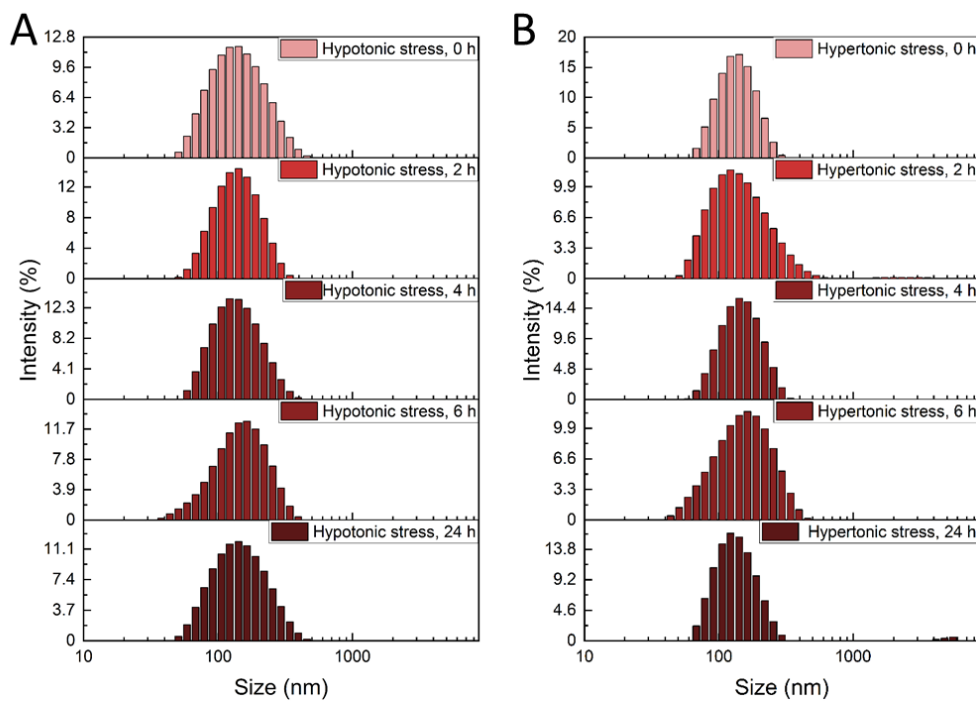 A
Intensity (%)
12.8
9.6
6.4
3.2
0
Hypotonic stress, 0 h
12
8
4
0
Hypotonic stress, 2 h
12.3
8.2
4.1
0
Hypotonic stress, 4 h
11.7
7.8
3.9
0
Hypotonic stress, 6 h
11.1
7.4
3.7
0
Hypotonic stress, 24 h
10 100 1000
Size (nm)
B
Intensity (%)
20
15
10
5
0
Hypertonic stress, 0 h
9.9
6.6
3.3
0
Hypertonic stress, 2 h
14.4
9.6
4.8
0
Hypertonic stress, 4 h
9.9
6.6
3.3
0
Hypertonic stress, 6 h
13.8
9.2
4.6
0
Hypertonic stress, 24 h
10 100 1000
Size (nm)